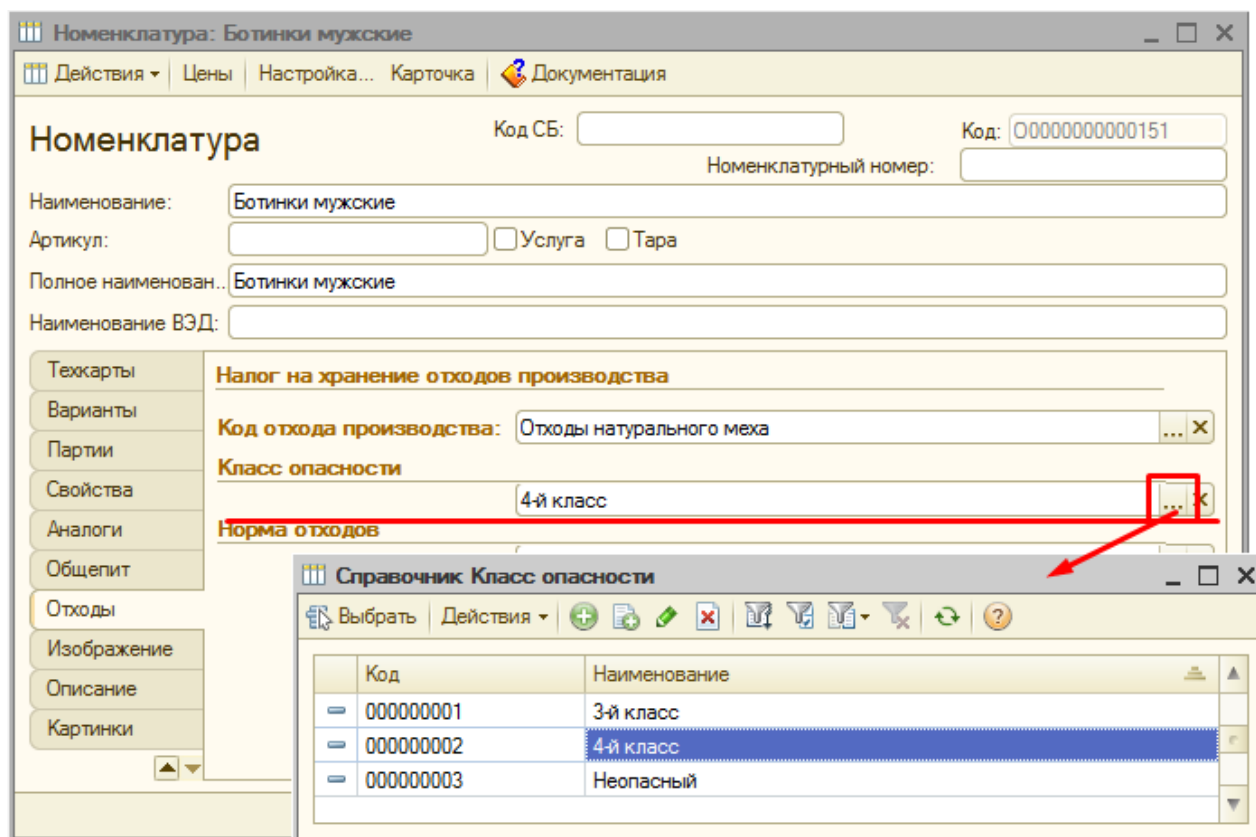 Номенклатура: Ботинки мужские
Действия Цены Настройка... Карточка Документация
Номенклатура Код СБ: Код: О0000000000151
Номенклатурный номер:
Наименование: Ботинки мужские
Артикул: Услуга Тара
Полное наименован.. Ботинки мужские
Наименование ВЭД:
Техкарты
Варианты
Партии
Свойства
Аналоги
Общепит
Отходы
Изображение
Описание
Картинки
Налог на хранение отходов производства
Код отхода производства: Отходы натурального меха ...
Класс опасности
4-й класс ...
Норма отходов
Справочник Класс опасности
Выбрать Действия
Код Наименование
000000001 3-й класс
000000002 4-й класс
000000003 Неопасный